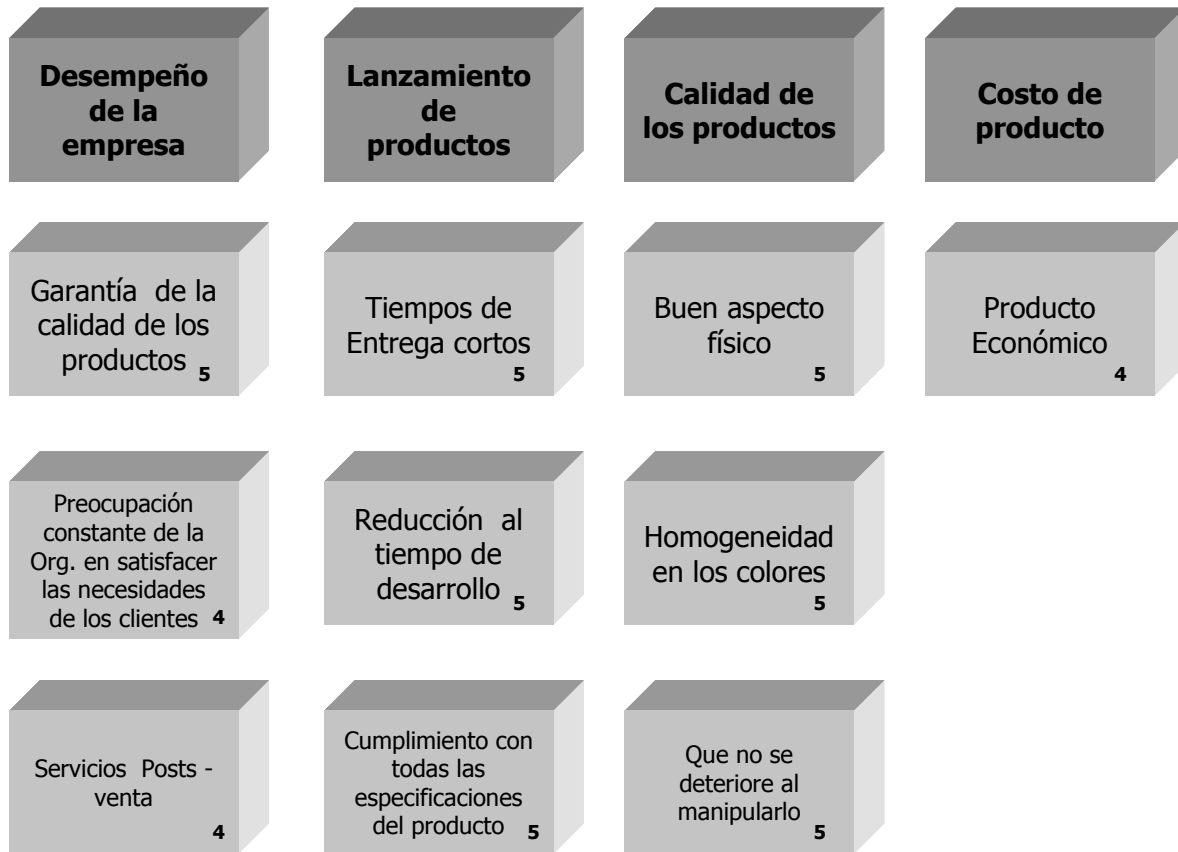 Desempeño
de la
empresa
Lanzamiento
de
productos
Calidad de
los productos
Costo de
producto
Garantía de la
calidad de los
productos 5
Tiempos de
Entrega cortos
5
Buen aspecto
físico
5
Producto
Económico
4
Preocupación
constante de la
Org. en satisfacer
las necesidades
de los clientes 4
Reducción al
tiempo de
desarrollo 5
Homogeneidad
en los colores
5
Servicios Posts -
venta
4
Cumplimiento con
todas las
especificaciones
del producto 5
Que no se
deteriore al
manipularlo
5